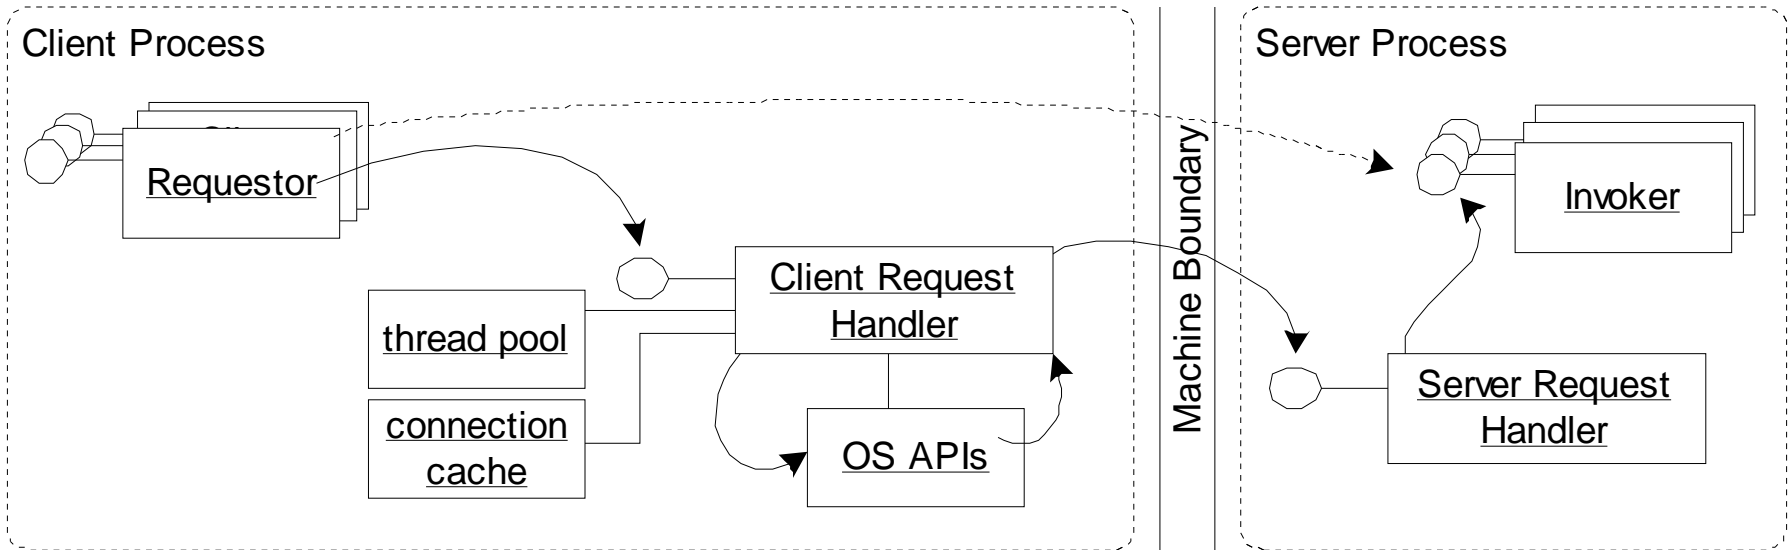 Client Process
Server Process
Requestor
Invoker
Client Request
Handler
thread pool
connection
cache
OS APIs
Machine Boundary
Server Request
Handler